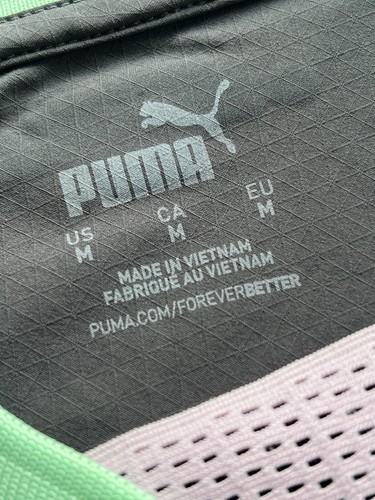 PUMA
US CA EU
M M M
MADE IN VIETNAM
FABRIQUÉ AU VIETNAM
PUMA.COM/FOREVERBETTER